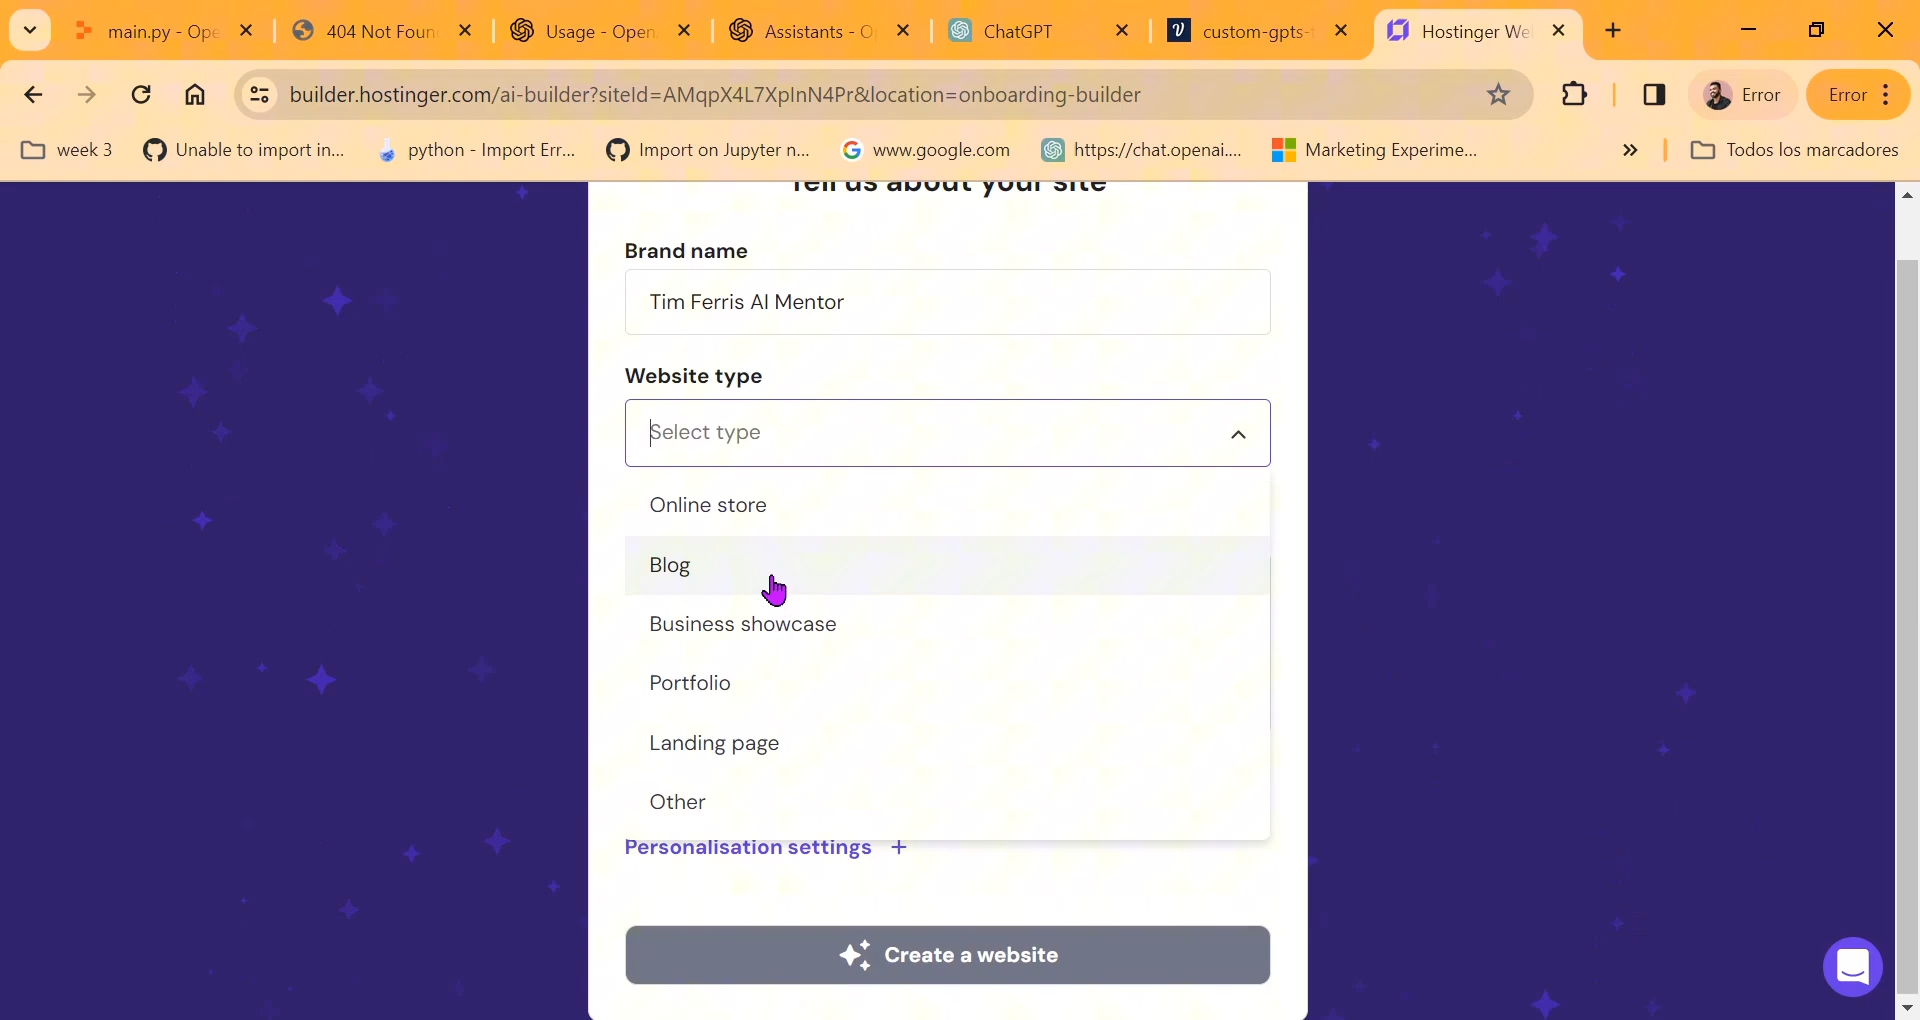 main.py - Ope
404 Not Foun
Usage - Open
Assistants - O
ChatGPT
custom-gpts-
Hostinger We
builder.hostinger.com/ai-builder?siteId=AMqpX4L7XpInN4Pr&location=onboarding-builder
Error
Error
week 3
Unable to import in...
python - Import Err...
Import on Jupyter n...
www.google.com
https://chat.openai....
Marketing Experime...
Todos los marcadores
Tell us about your site
Brand name
Tim Ferris AI Mentor
Website type
Select type
Online store
Blog
Business showcase
Portfolio
Landing page
Other
Personalisation settings +
Create a website